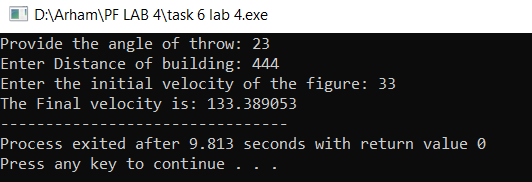 D:\Arham\PF LAB 4\task 6 lab 4.exe
Provide the angle of throw: 23
Enter Distance of building: 444
Enter the initial velocity of the figure: 33
The Final velocity is: 133.389053
--------------------------------
Process exited after 9.813 seconds with return value 0
Press any key to continue . . .